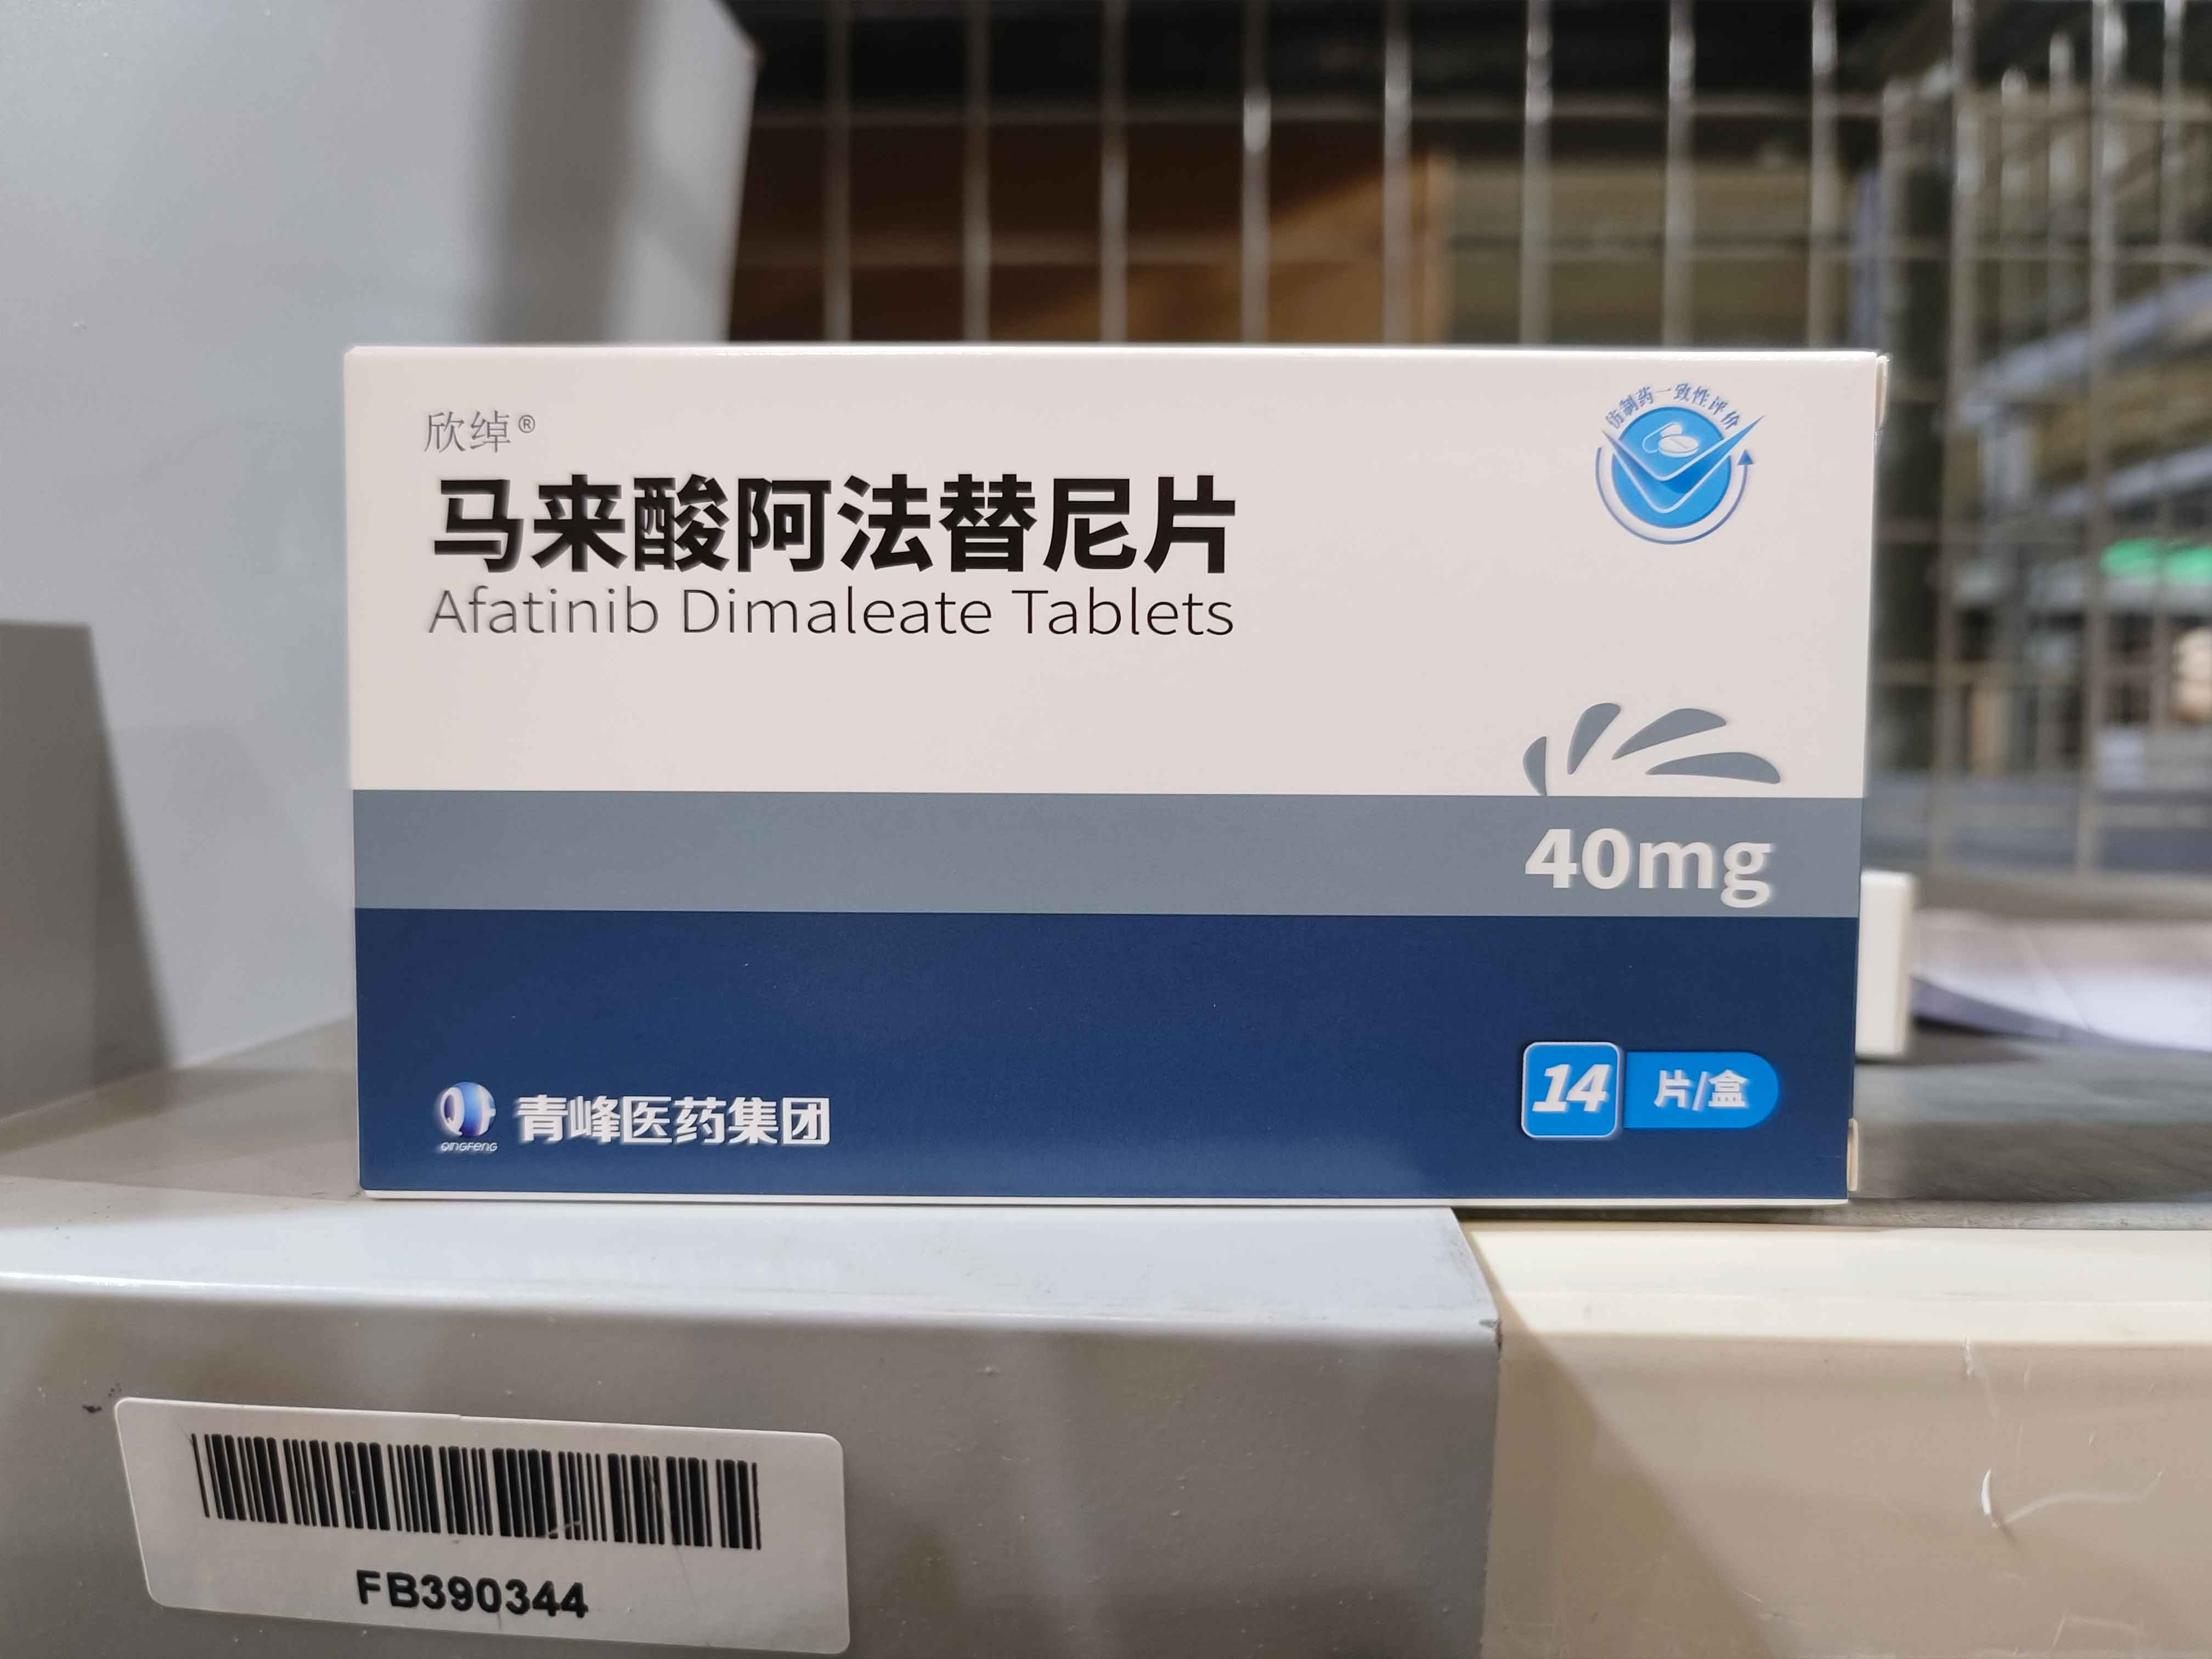 欣绰®
仿制药一致性评价
马来酸阿法替尼片
Afatinib Dimaleate Tablets
40mg
14 片/盒
QINGFENG
青峰医药集团
FB390344